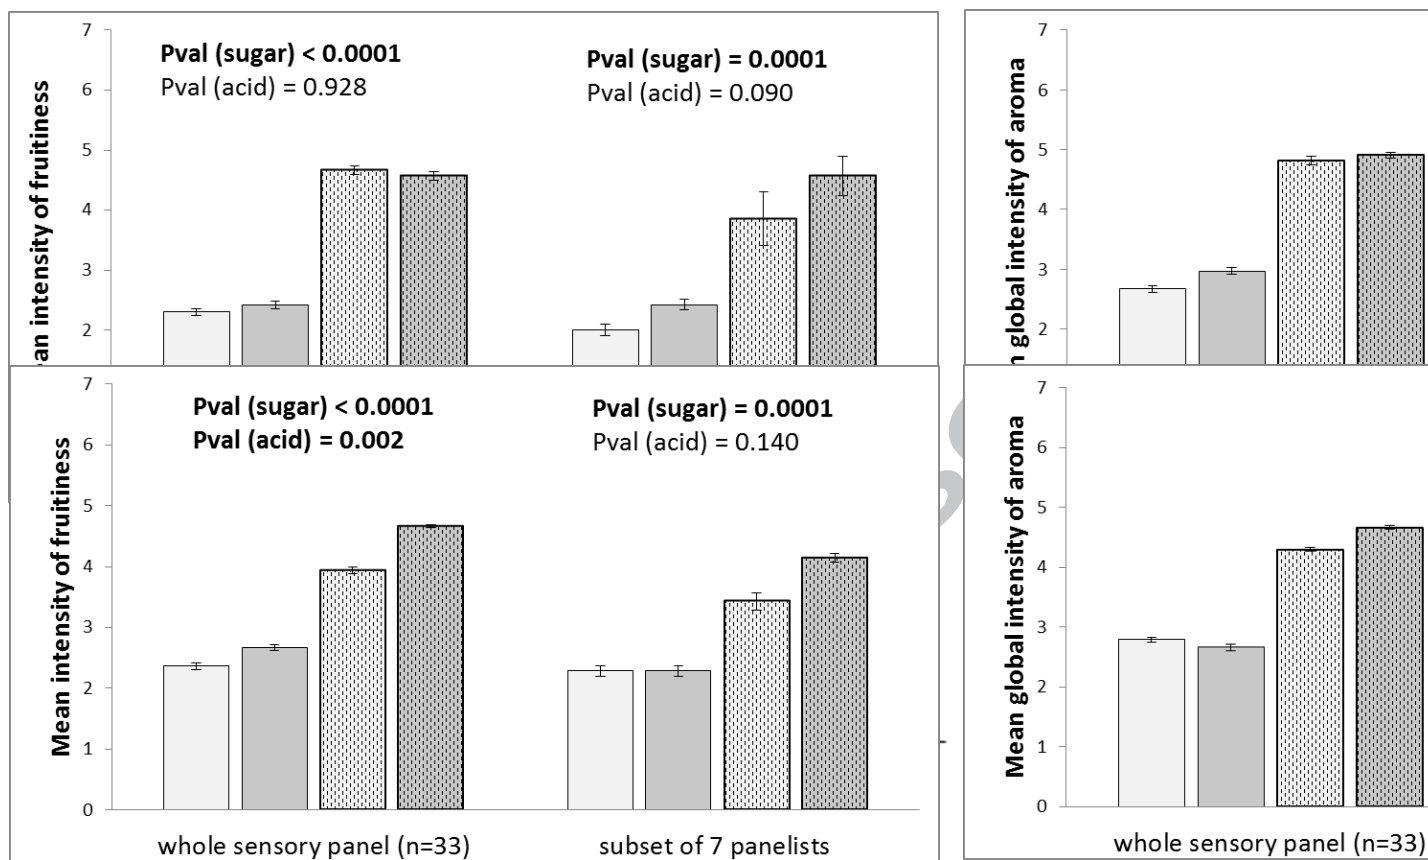 7
6
5
4
3
2
an intensity of fruitiness
Pval (sugar) < 0.0001
Pval (acid) = 0.928
Pval (sugar) = 0.0001
Pval (acid) = 0.090
7
6
5
4
3
2
global intensity of aroma
7
6
5
4
3
2
1
0
Mean intensity of fruitiness
Pval (sugar) < 0.0001
Pval (acid) = 0.002
Pval (sugar) = 0.0001
Pval (acid) = 0.140
whole sensory panel (n=33)
subset of 7 panelists
7
6
5
4
3
2
1
0
Mean global intensity of aroma
whole sensory panel (n=33)